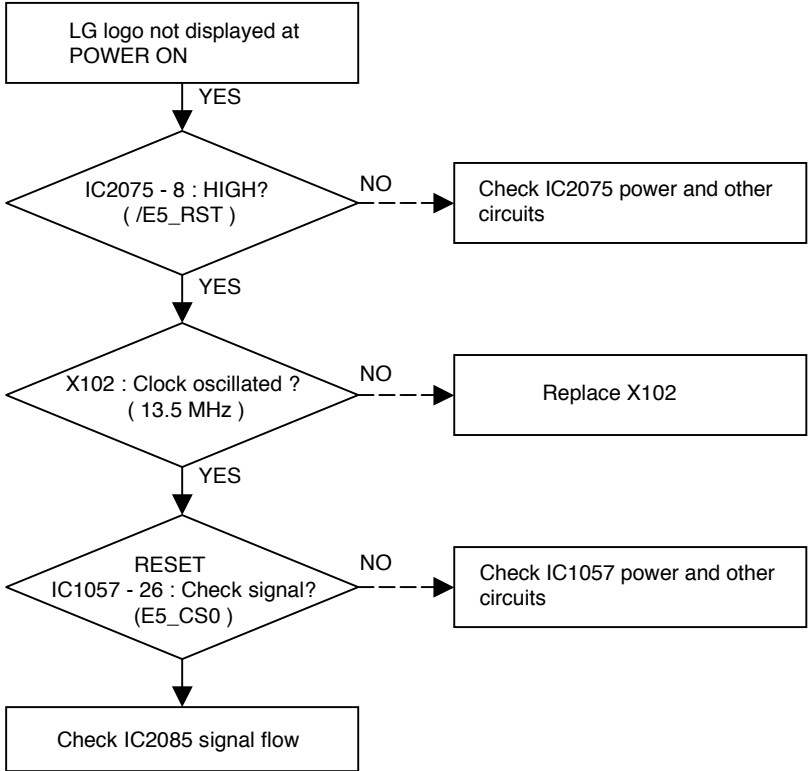 LG logo not displayed at
POWER ON
YES
IC2075 - 8 : HIGH?
( /E5_RST )
NO
Check IC2075 power and other
circuits
YES
X102 : Clock oscillated ?
( 13.5 MHz )
NO
Replace X102
YES
RESET
IC1057 - 26 : Check signal?
(E5_CS0 )
NO
Check IC1057 power and other
circuits
Check IC2085 signal flow